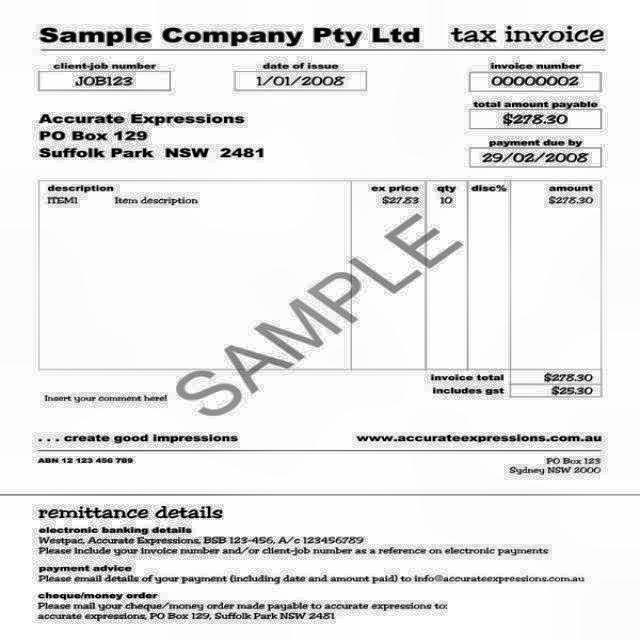 Sample Company Pty Ltd tax invoice
client-job number date of issue invoice number
JOB123 1/01/2008 00000002
total amount payable
$278.30
Accurate Expressions
PO Box 129
Suffolk Park NSW 2481
payment due by
29/02/2008
description ex price qty disc% amount
ITEM1 Item description $27.83 10 $278.30
SAMPLE
invoice total $278.30
includes gst $25.30
Insert your comment here!
. . . create good impressions www.accurateexpressions.com.au
ABN 12 123 456 789 PO Box 123
Sydney NSW 2000
remittance details
electronic banking details
Westpac, Accurate Expressions, BSB 123-456, A/c 123456789
Please include your invoice number and/or client-job number as a reference on electronic payments
payment advice
Please email details of your payment (including date and amount paid) to info@accurateexpressions.com.au
cheque/money order
Please mail your cheque/money order made payable to accurate expressions to:
accurate expressions, PO Box 129, Suffolk Park NSW 2481